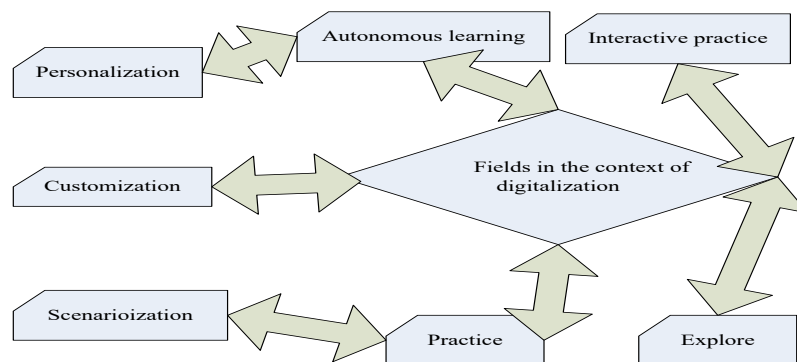 Autonomous learning
Interactive practice
Personalization
Fields in the context of
digitalization
Customization
Scenarioization
Practice
Explore